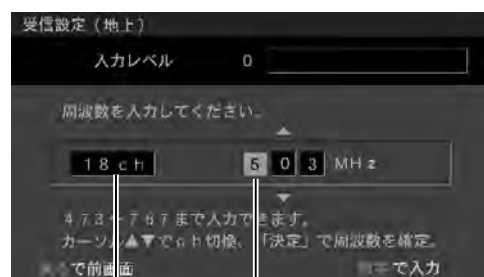 受信設定(地上)
入力レベル 0
周波数を入力してください。
18ch 503 MHz
473～767まで入力できます。
カーソル▲▼でch切換、「決定」で周波数を確定。
で前画面 で入力